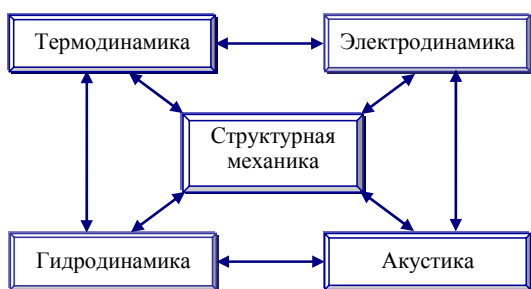 Термодинамика
Электродинамика
Структурная
механика
Гидродинамика
Акустика